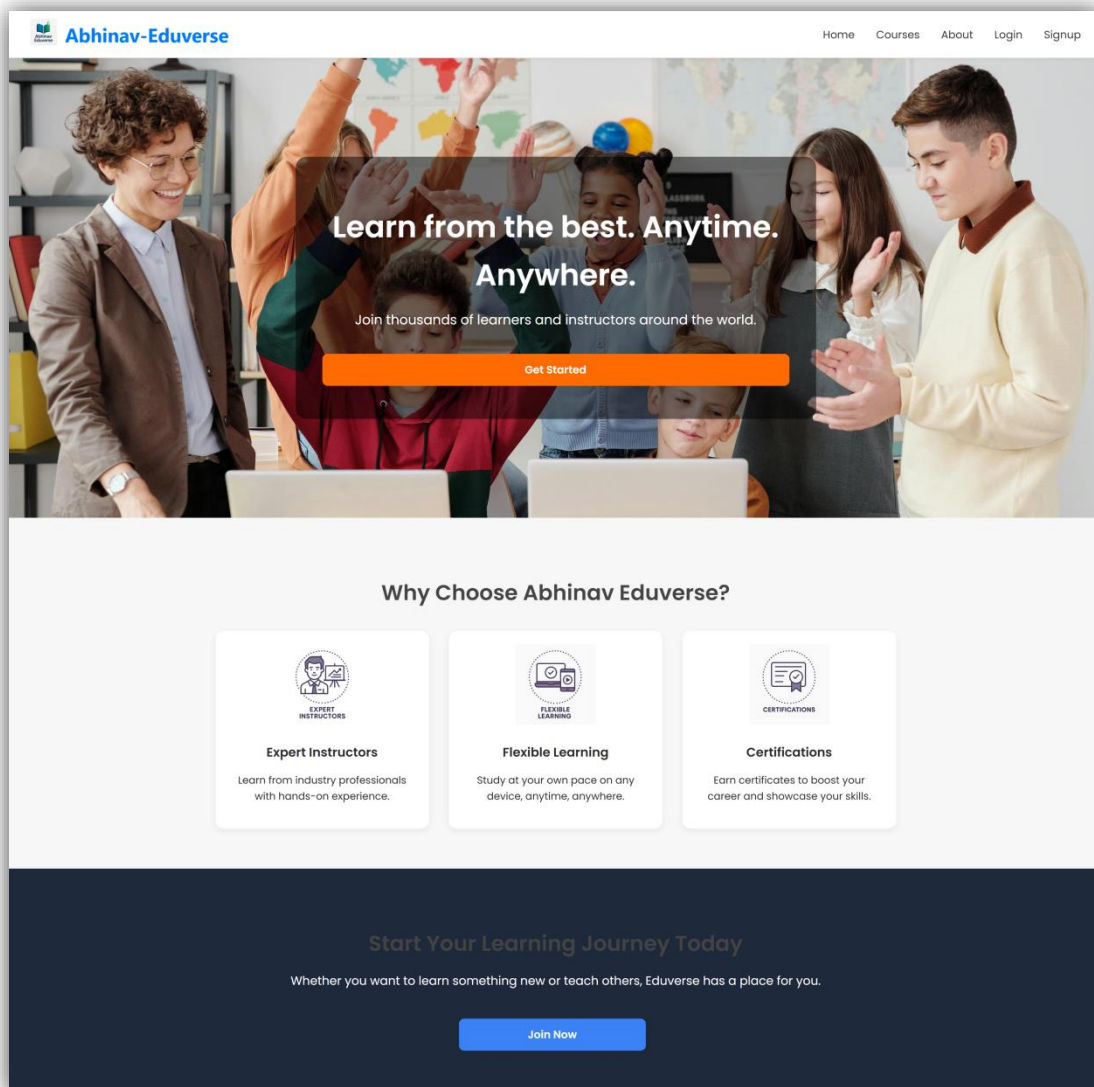 Abhinav
Eduverse
Abhinav-Eduverse
Home Courses About Login Signup
Learn from the best. Anytime.
Anywhere.
Join thousands of learners and instructors around the world.
Get Started
Why Choose Abhinav Eduverse?
EXPERT
INSTRUCTORS
Expert Instructors
Learn from industry professionals
with hands-on experience.
FLEXIBLE
LEARNING
Flexible Learning
Study at your own pace on any
device, anytime, anywhere.
CERTIFICATIONS
Certifications
Earn certificates to boost your
career and showcase your skills.
Start Your Learning Journey Today
Whether you want to learn something new or teach others, Eduverse has a place for you.
Join Now